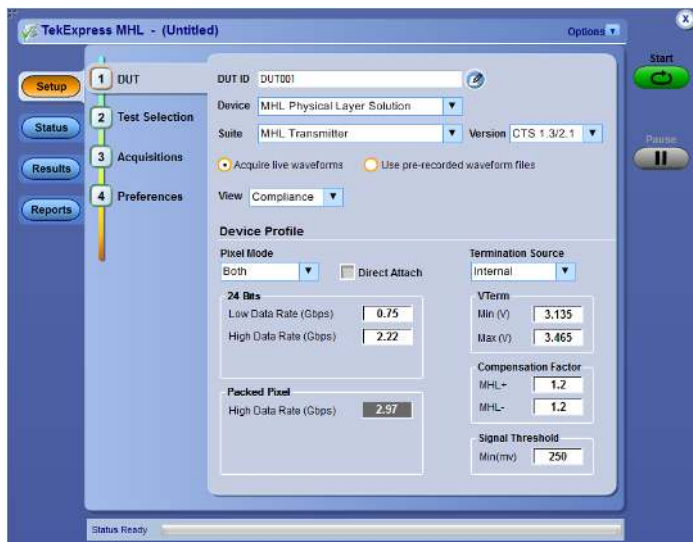 TekExpress MHL - (Untitled)
Options
X
Start
Pause
Setup
Status
Results
Reports
1 DUT
2 Test Selection
3 Acquisitions
4 Preferences
DUT ID DUT001
Device MHL Physical Layer Solution
Suite MHL Transmitter Version CTS 1.3/2.1
Acquire live waveforms Use pre-recorded waveform files
View Compliance
Device Profile
Pixel Mode Termination Source
Both Direct Attach Internal
24 Bits
Low Data Rate (Gbps) 0.75
High Data Rate (Gbps) 2.22
VTerm
Min (V) 3.135
Max (V) 3.465
Packed Pixel
High Data Rate (Gbps) 2.97
Compensation Factor
MHL+ 1.2
MHL- 1.2
Signal Threshold
Min(mv) 250
Status Ready